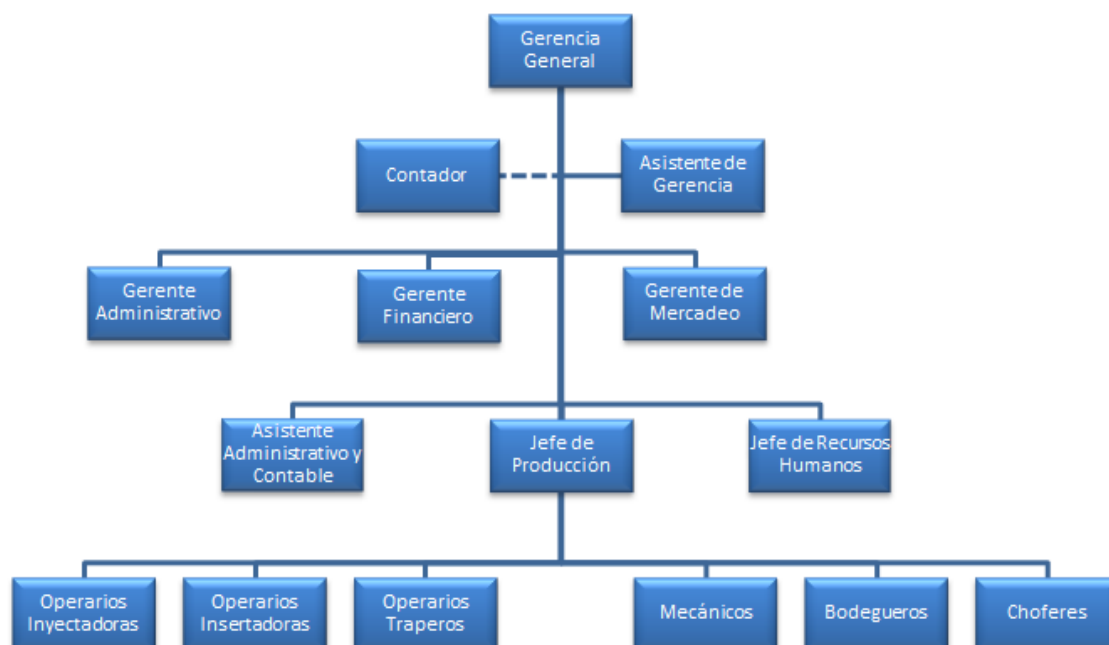 Gerencia
General
Contador
Asistente de
Gerencia
Gerente
Administrativo
Gerente
Financiero
Gerente de
Mercadeo
Asistente
Administrativo y
Contable
Jefe de
Producción
Jefe de Recursos
Humanos
Operarios
Inyectadoras
Operarios
Insertadoras
Operarios
Traperos
Mecánicos
Bodegueros
Choferes